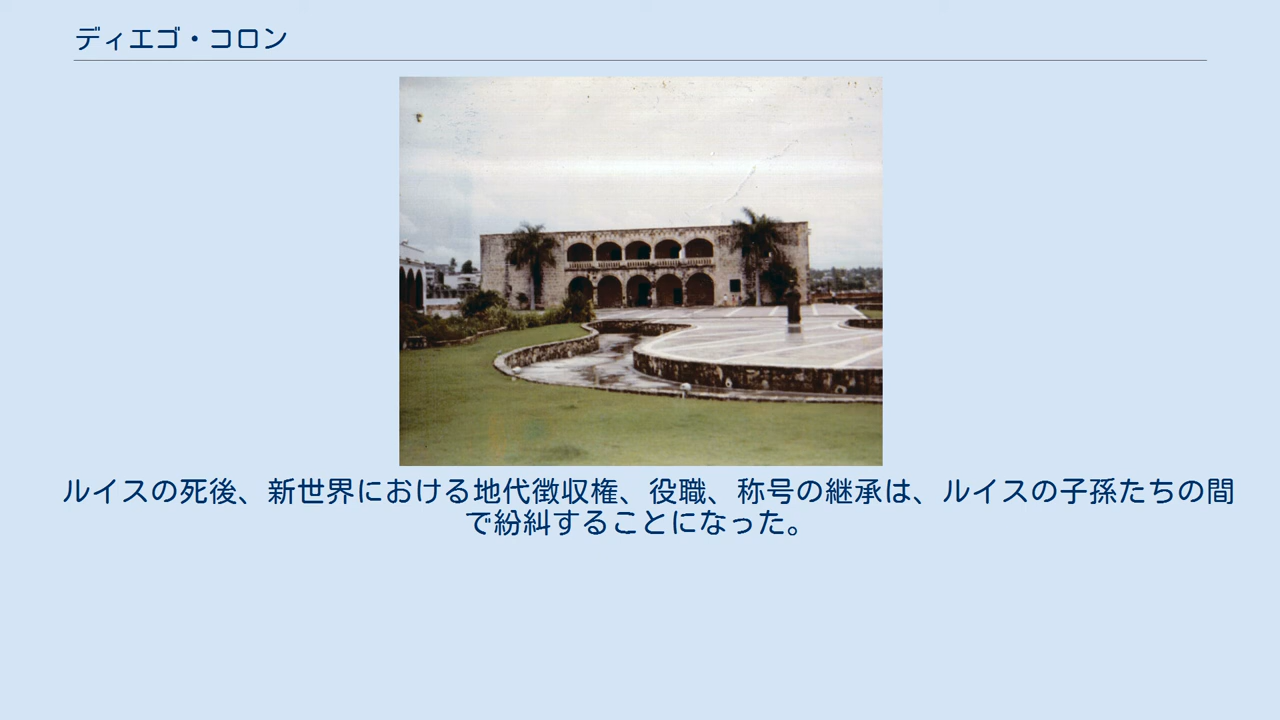 ディエゴ・コロン
ルイスの死後、新世界における地代徴収権、役職、称号の継承は、ルイスの子孫たちの間
で紛糾することになった。